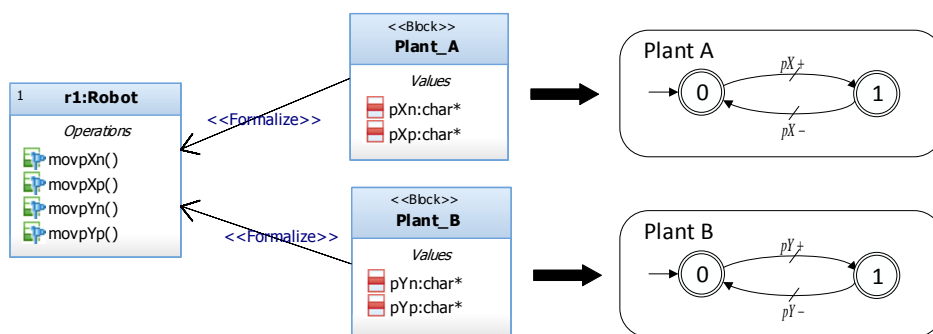 1 r1:Robot
Operations
movpXn()
movpXp()
movpYn()
movpYp()
<<Formalize>>
<<Formalize>>
<<Block>>
Plant_A
Values
pXn:char*
pXp:char*
<<Block>>
Plant_B
Values
pYn:char*
pYp:char*
Plant A
pX+
0
1
pX−
Plant B
pY+
0
1
pY−